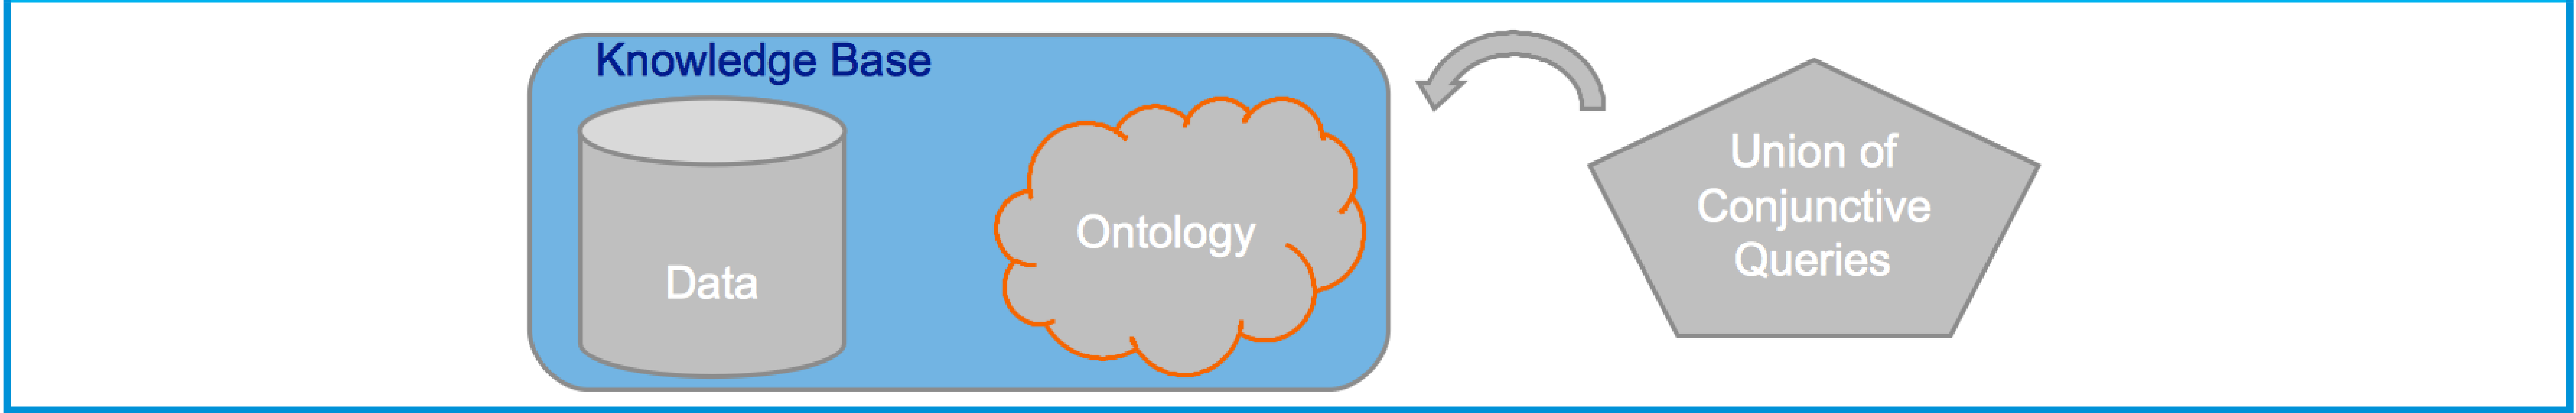 Knowledge Base
Data
Ontology
Union of
Conjunctive
Queries